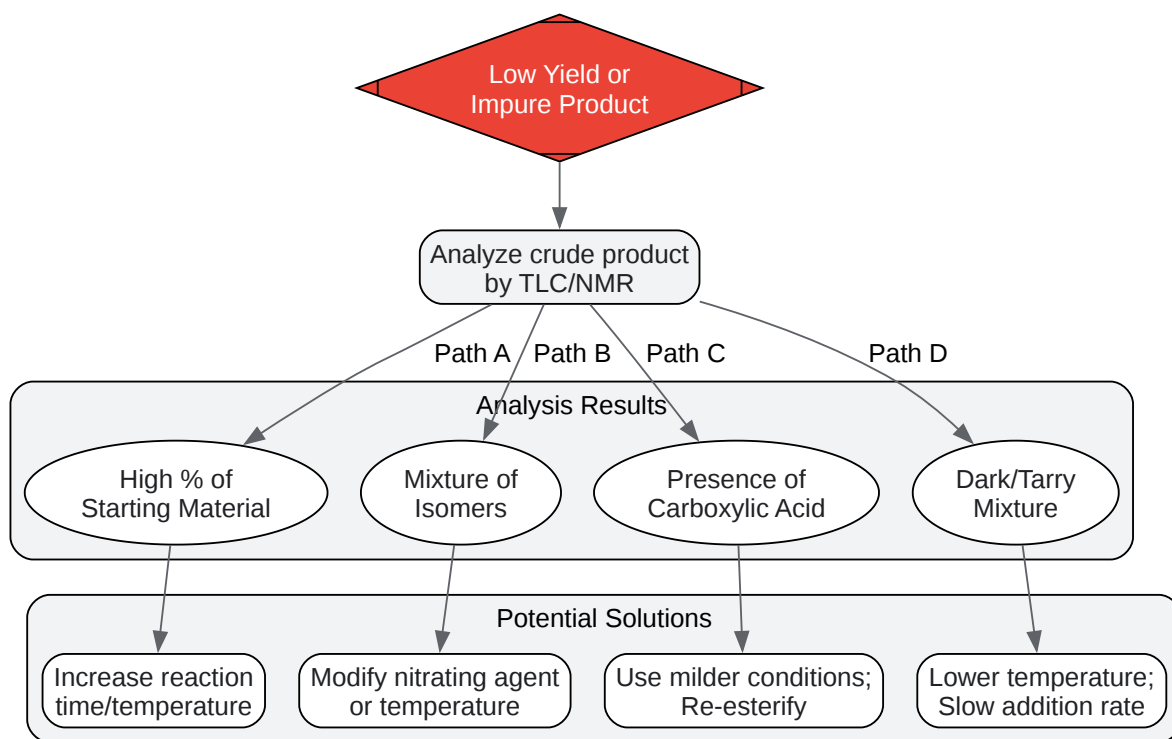 Low Yield or
Impure Product
Analyze crude product
by TLC/NMR
Path A
Path B
Path C
Path D
Analysis Results
High % of
Starting Material
Mixture of
Isomers
Presence of
Carboxylic Acid
Dark/Tarry
Mixture
Potential Solutions
Increase reaction
time/temperature
Modify nitrating agent
or temperature
Use milder conditions;
Re-esterify
Lower temperature;
Slow addition rate